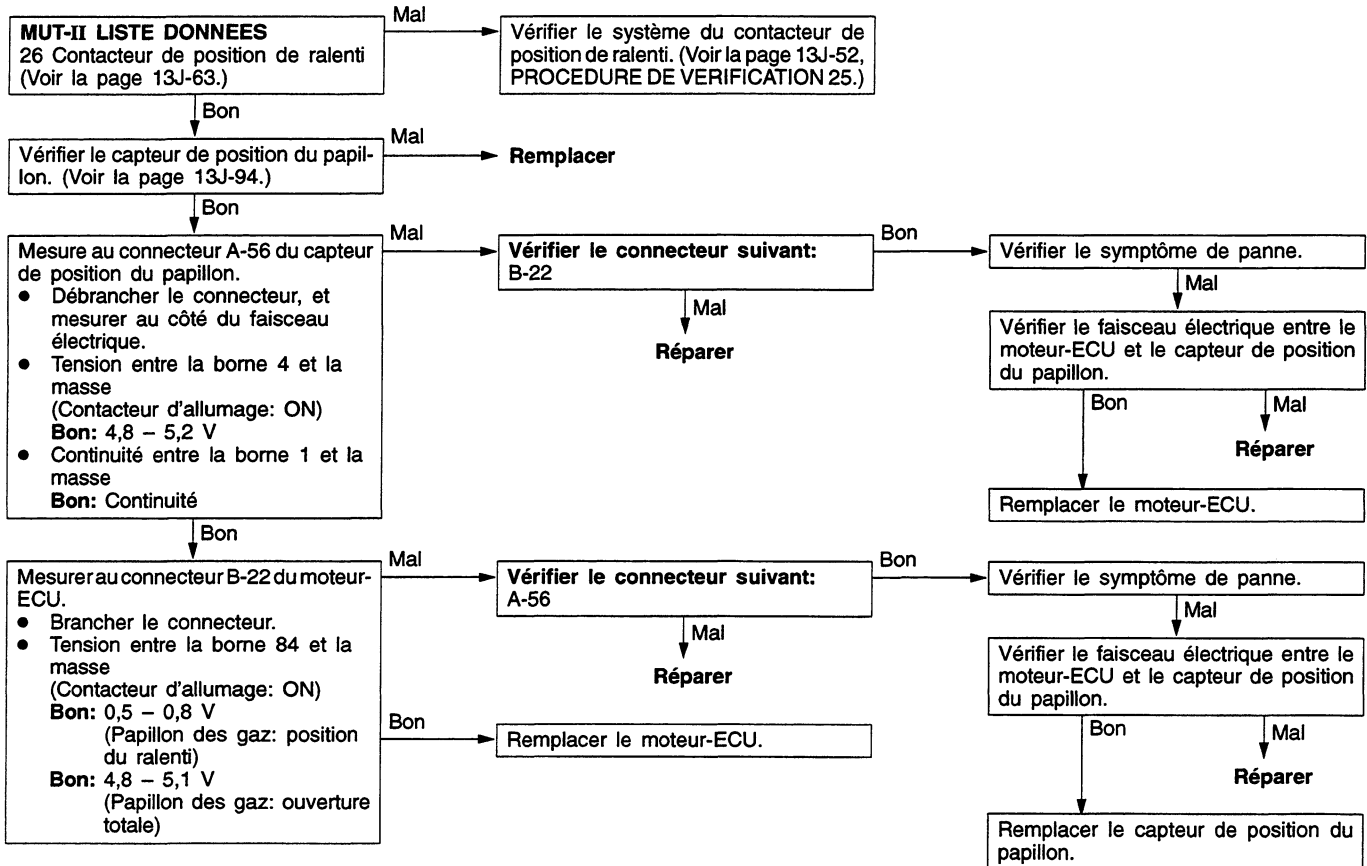 MUT-II LISTE DONNEES
26 Contacteur de position de ralenti
(Voir la page 13J-63.)
Mal
Vérifier le système du contacteur de
position de ralenti. (Voir la page 13J-52,
PROCEDURE DE VERIFICATION 25.)
Bon
Vérifier le capteur de position du papil-
lon. (Voir la page 13J-94.)
Mal
Remplacer
Bon
Mesure au connecteur A-56 du capteur
de position du papillon.
● Débrancher le connecteur, et
mesurer au côté du faisceau
électrique.
● Tension entre la borne 4 et la
masse
(Contacteur d'allumage: ON)
Bon: 4,8 – 5,2 V
● Continuité entre la borne 1 et la
masse
Bon: Continuité
Mal
Vérifier le connecteur suivant:
B-22
Mal
Réparer
Bon
Vérifier le symptôme de panne.
Mal
Vérifier le faisceau électrique entre le
moteur-ECU et le capteur de position
du papillon.
Bon
Mal
Réparer
Remplacer le moteur-ECU.
Bon
Mesurer au connecteur B-22 du moteur-
ECU.
● Brancher le connecteur.
● Tension entre la borne 84 et la
masse
(Contacteur d'allumage: ON)
Bon: 0,5 – 0,8 V
(Papillon des gaz: position
du ralenti)
Bon: 4,8 – 5,1 V
(Papillon des gaz: ouverture
totale)
Mal
Vérifier le connecteur suivant:
A-56
Mal
Réparer
Bon
Remplacer le moteur-ECU.
Bon
Vérifier le symptôme de panne.
Mal
Vérifier le faisceau électrique entre le
moteur-ECU et le capteur de position
du papillon.
Bon
Mal
Réparer
Remplacer le capteur de position du
papillon.